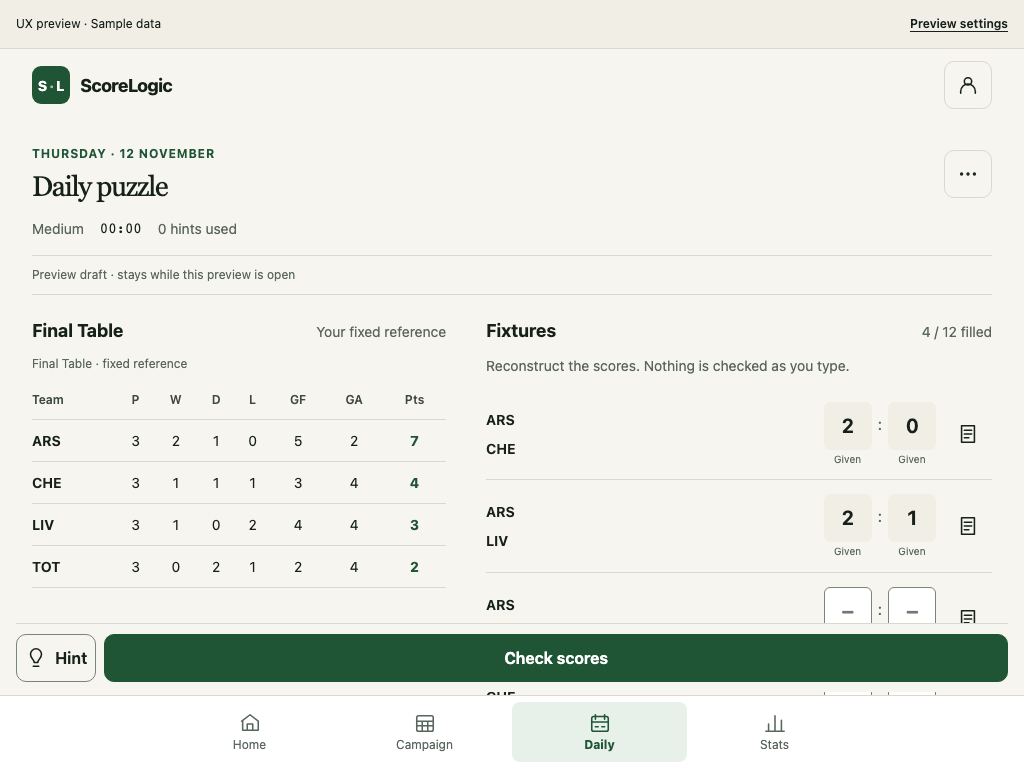 UX preview · Sample data
Preview settings
S·L ScoreLogic
THURSDAY · 12 NOVEMBER
Daily puzzle
Medium 00:00 0 hints used
Preview draft · stays while this preview is open
Final Table
Your fixed reference
Final Table · fixed reference
Team P W D L GF GA Pts
ARS 3 2 1 0 5 2 7
CHE 3 1 1 1 3 4 4
LIV 3 1 0 2 4 4 3
TOT 3 0 2 1 2 4 2
Fixtures
4 / 12 filled
Reconstruct the scores. Nothing is checked as you type.
ARS
CHE
2 : 0
Given Given
ARS
LIV
2 : 1
Given Given
ARS
– : –
Hint
Check scores
CHE
Home
Campaign
Daily
Stats